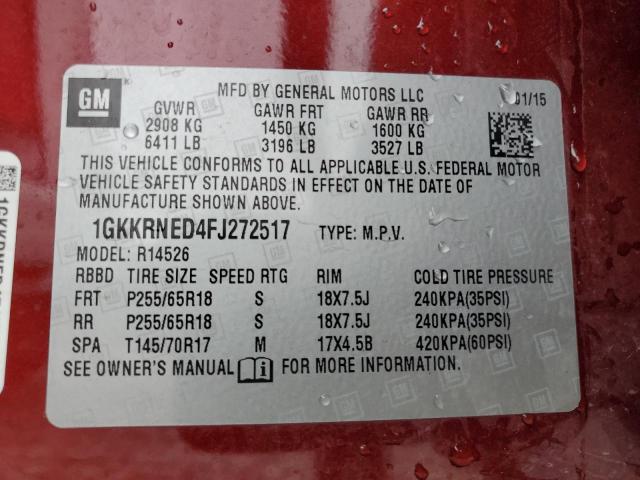 GM
MFD BY GENERAL MOTORS LLC
01/15
GVWR GAWR FRT GAWR RR
2908 KG 1450 KG 1600 KG
6411 LB 3196 LB 3527 LB
THIS VEHICLE CONFORMS TO ALL APPLICABLE U.S. FEDERAL MOTOR
VEHICLE SAFETY STANDARDS IN EFFECT ON THE DATE OF
MANUFACTURE SHOWN ABOVE.
1GKKRNED4FJ272517 TYPE: M.P.V.
MODEL: R14526
RBBD TIRE SIZE SPEED RTG RIM COLD TIRE PRESSURE
FRT P255/65R18 S 18X7.5J 240KPA(35PSI)
RR P255/65R18 S 18X7.5J 240KPA(35PSI)
SPA T145/70R17 M 17X4.5B 420KPA(60PSI)
SEE OWNER'S MANUAL FOR MORE INFORMATION.